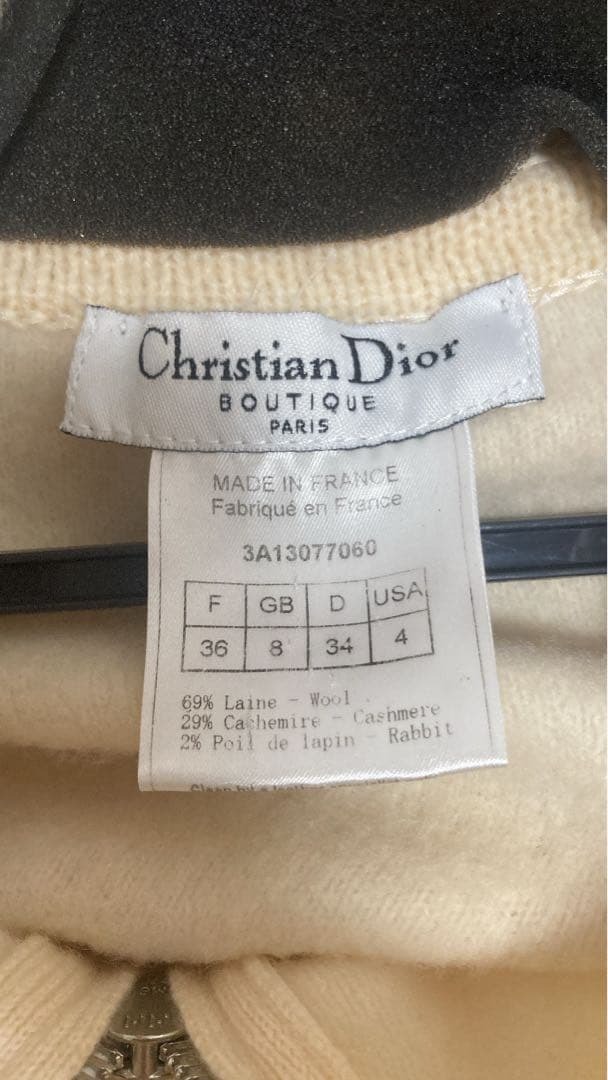 Christian Dior
BOUTIQUE
PARIS
MADE IN FRANCE
Fabriqué en France
3A13077060
F GB D USA
36 8 34 4
69% Laine - Wool
29% Cachemire - Cashmere
2% Poil de lapin - Rabbit